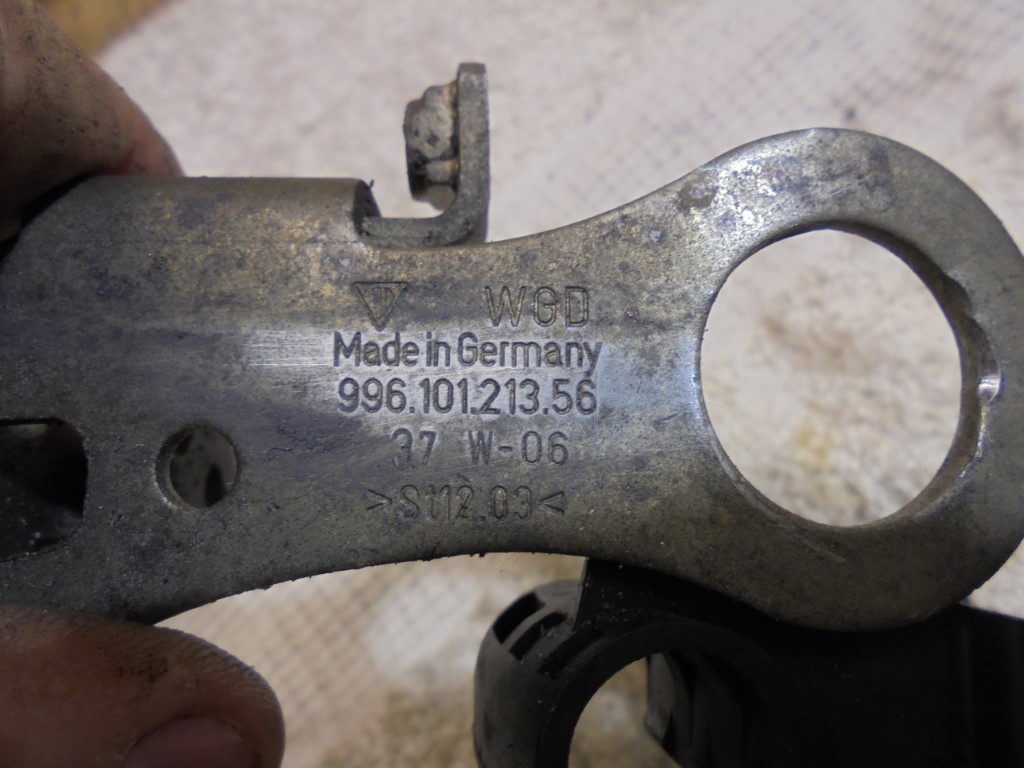 WGD
Made in Germany
996.101.213.56
37 W-06
>S112.03<